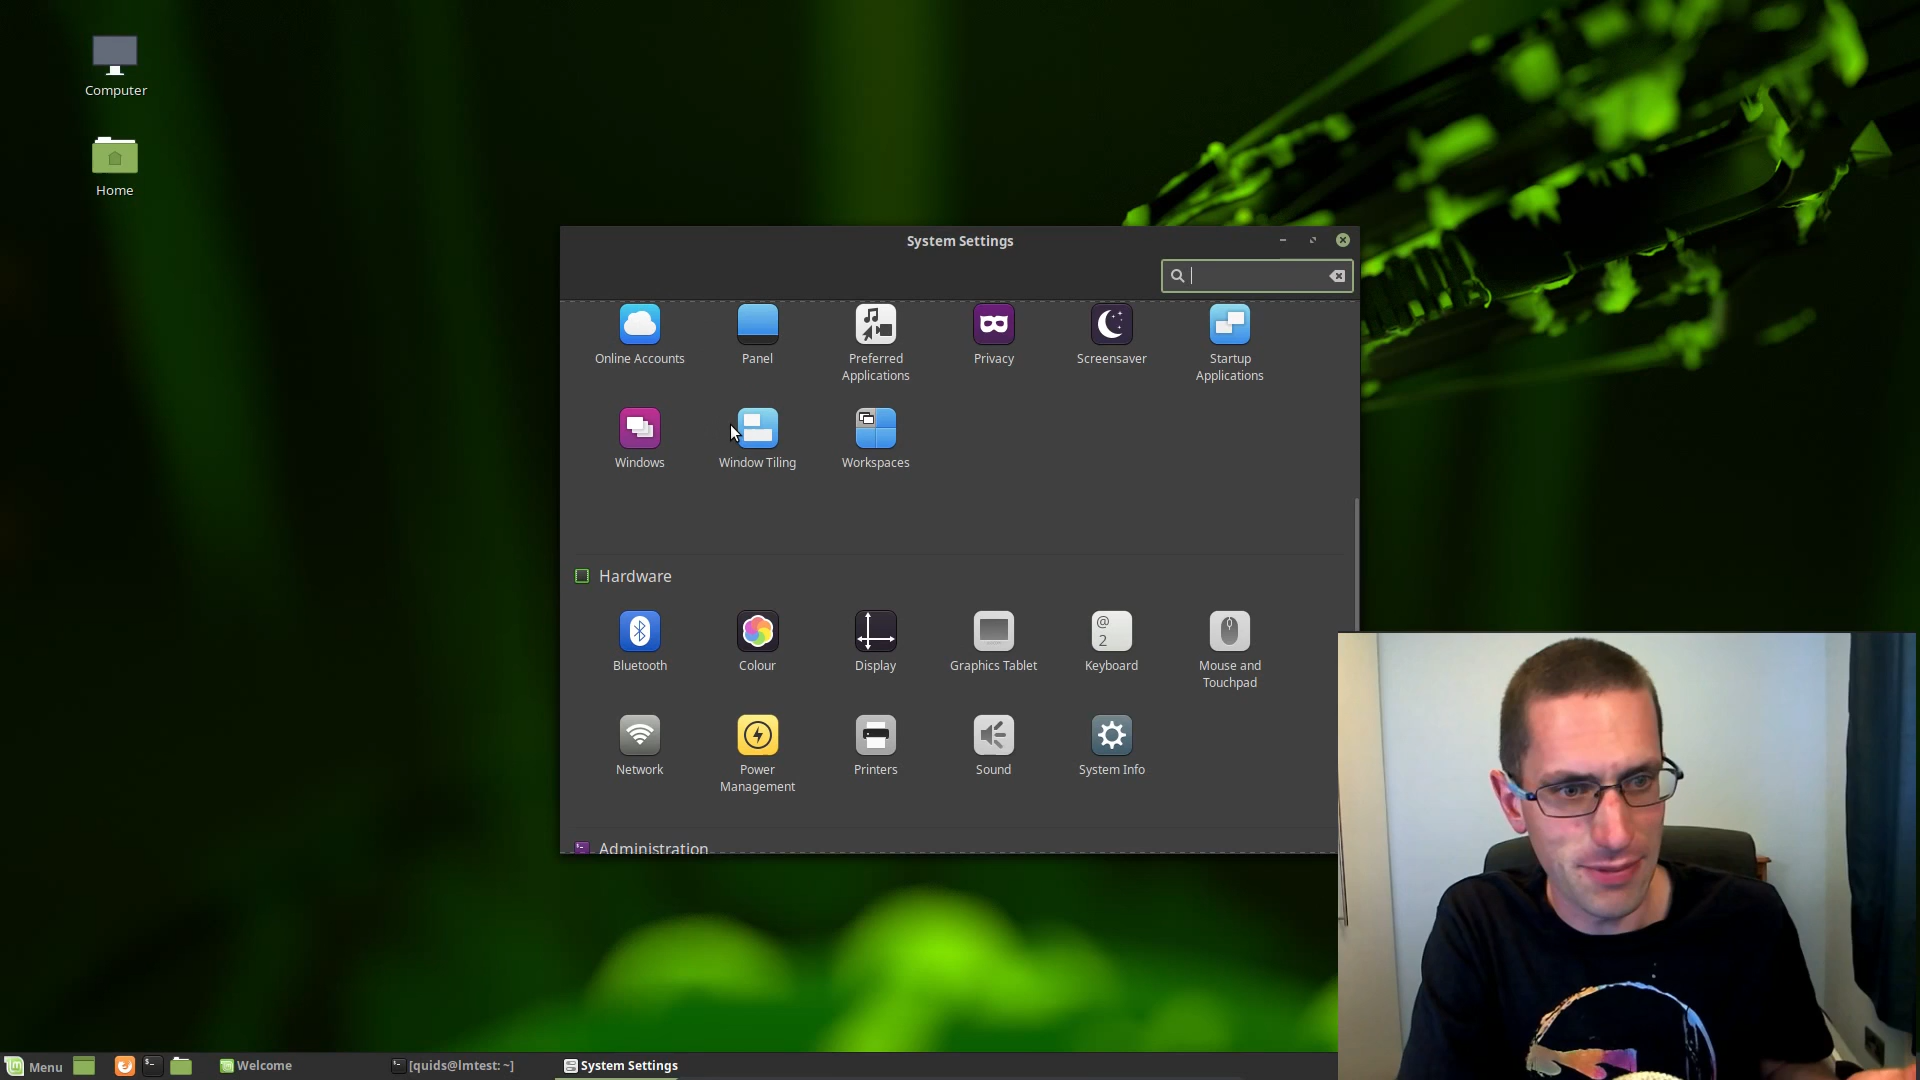 Computer
Home
System Settings
Online Accounts
Panel
Preferred
Applications
Privacy
Screensaver
Startup
Applications
Windows
Window Tiling
Workspaces
Hardware
Bluetooth
Colour
Display
Graphics Tablet
@
2
Keyboard
Mouse and
Touchpad
Network
Power
Management
Printers
Sound
System Info
Administration
Menu
Welcome
[quids@lmtest: ~]
System Settings